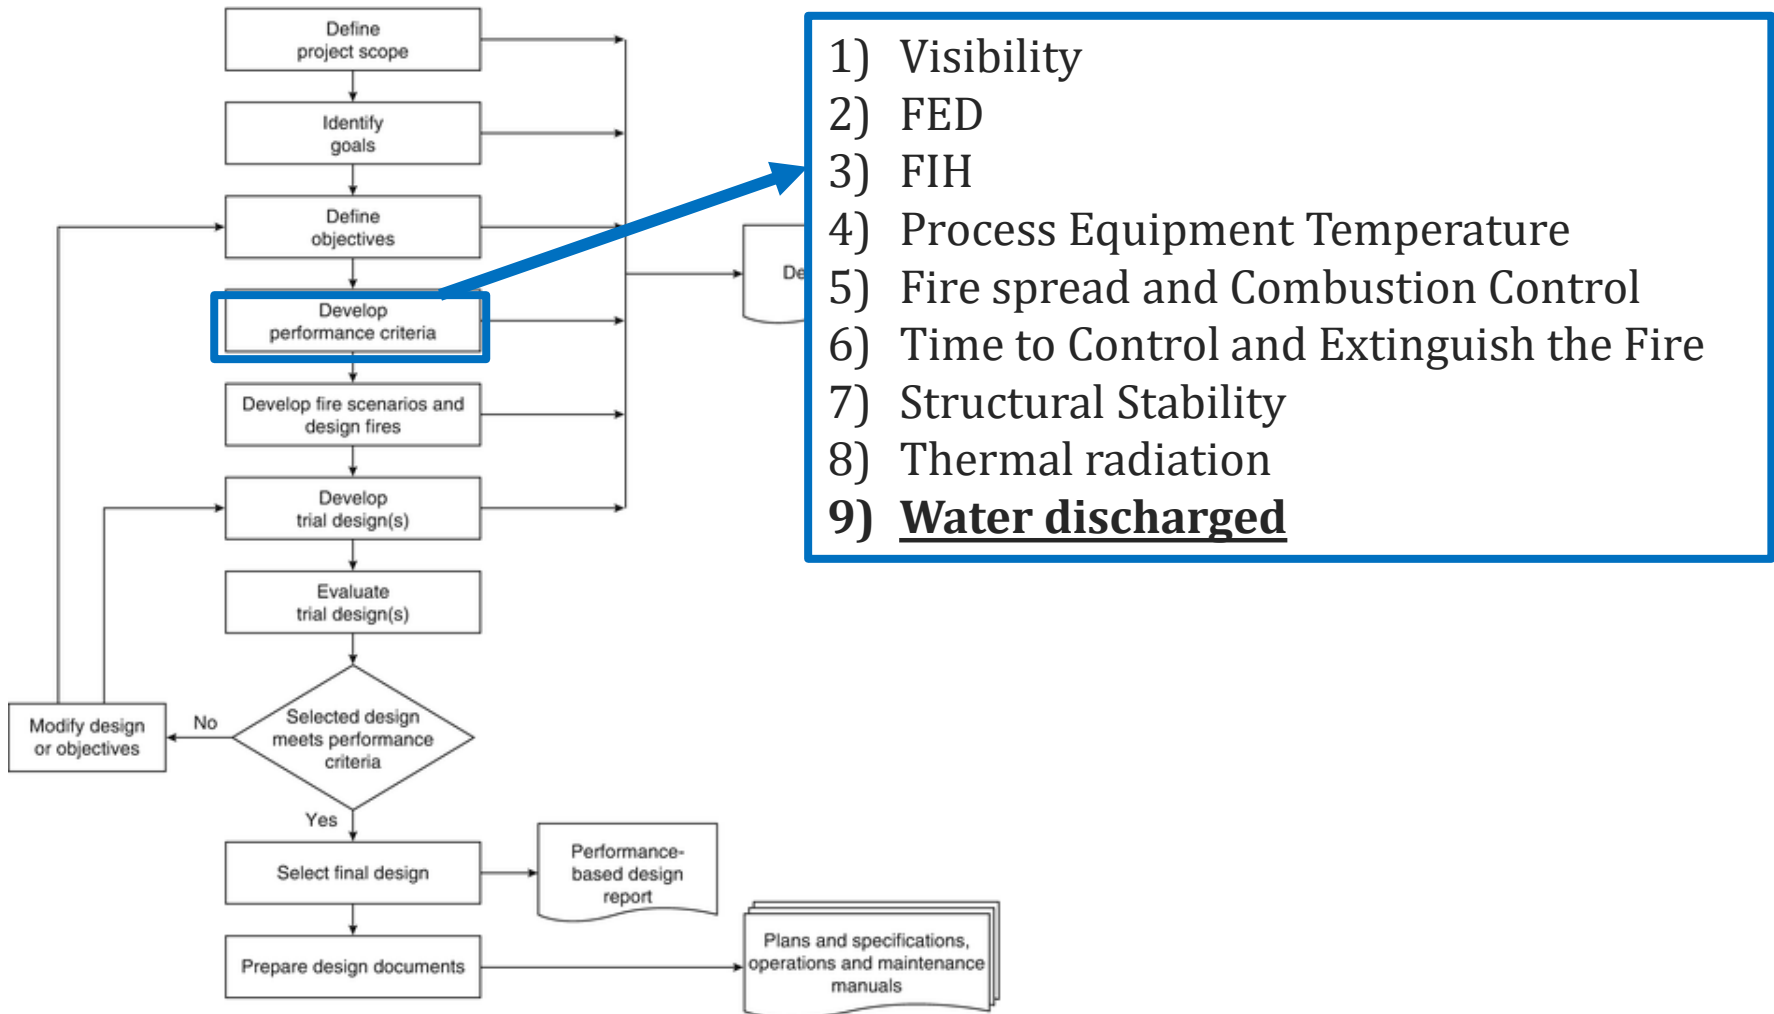 Define
project scope
Identify
goals
Define
objectives
Develop
performance criteria
Develop fire scenarios and
design fires
Develop
trial design(s)
Evaluate
trial design(s)
Selected design
meets performance
criteria
No
Modify design
or objectives
Yes
Select final design
Performance-
based design
report
Prepare design documents
Plans and specifications,
operations and maintenance
manuals
De
1) Visibility
2) FED
3) FIH
4) Process Equipment Temperature
5) Fire spread and Combustion Control
6) Time to Control and Extinguish the Fire
7) Structural Stability
8) Thermal radiation
9) Water discharged